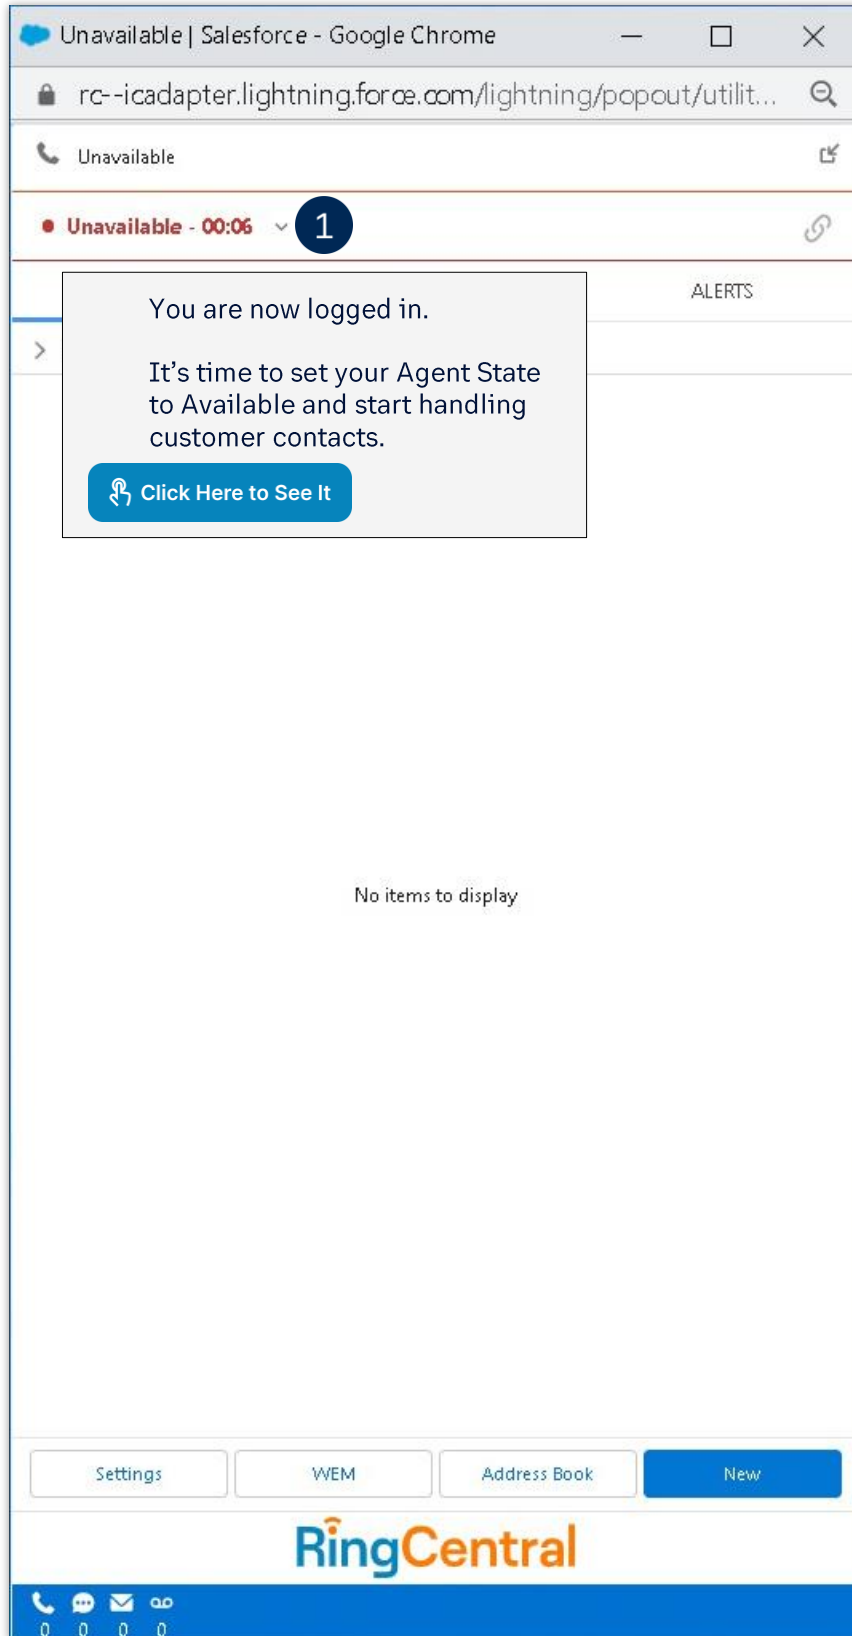 Unavailable | Salesforce - Google Chrome
rc--icadapter.lightning.force.com/lightning/popout/utilit...
Unavailable
Unavailable - 00:06
1
ALERTS
You are now logged in.
It's time to set your Agent State
to Available and start handling
customer contacts.
Click Here to See It
No items to display
Settings WEM Address Book New
RingCentral
0 0 0 0